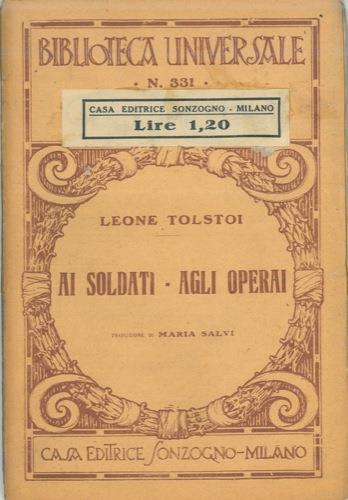 BIBLIOTECA UNIVERSALE
· N. 331 ·
CASA EDITRICE SONZOGNO - MILANO
Lire 1,20
LEONE TOLSTOI
AI SOLDATI · AGLI OPERAI
TRADUZIONE DI MARIA SALVI
CASA EDITRICE SONZOGNO-MILANO